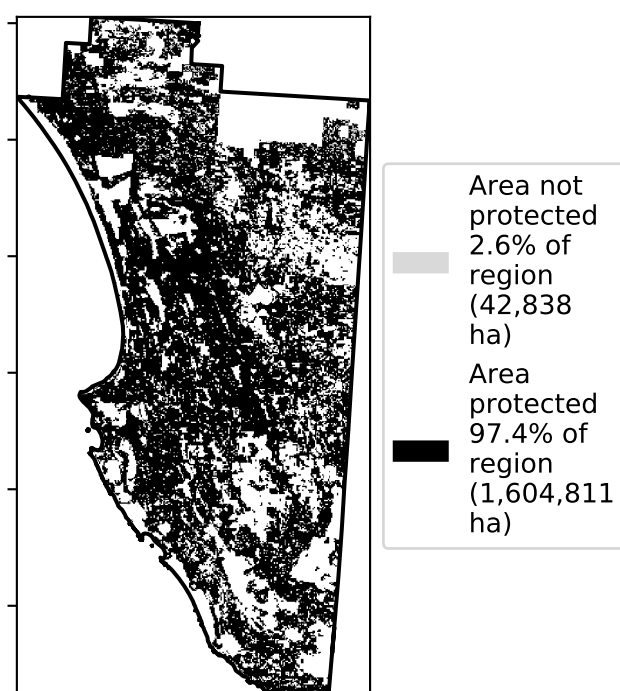 Area not
protected
2.6% of
region
(42,838
ha)
Area
protected
97.4% of
region
(1,604,811
ha)